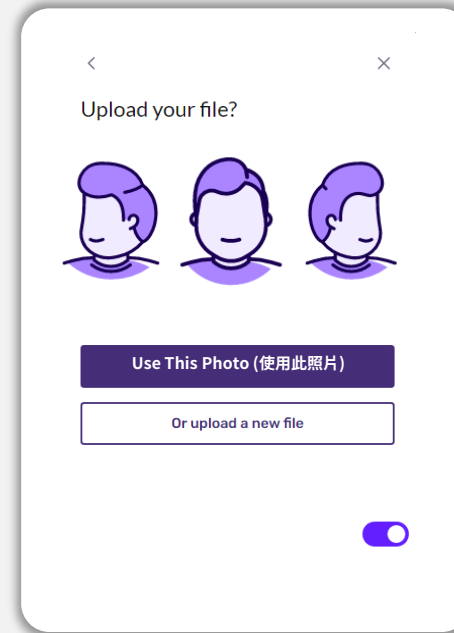 Upload your file?
Use This Photo (使用此照片)
Or upload a new file